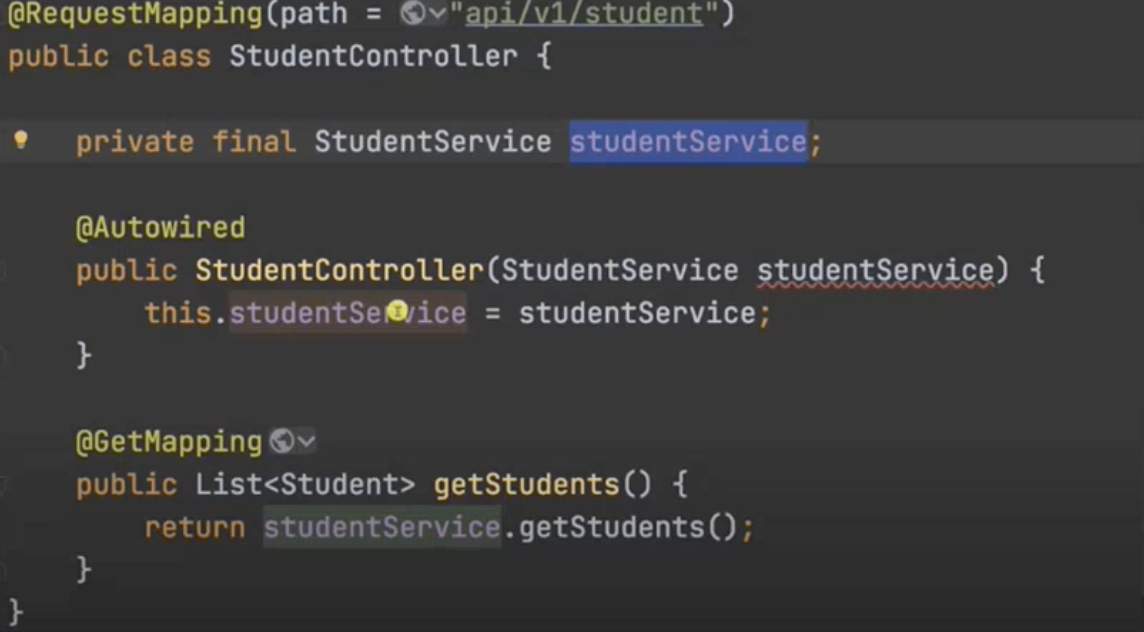 @RequestMapping(path = "api/v1/student")
public class StudentController {
private final StudentService studentService;
@Autowired
public StudentController(StudentService studentService) {
this.studentService = studentService;
}
@GetMapping
public List<Student> getStudents() {
return studentService.getStudents();
}
}